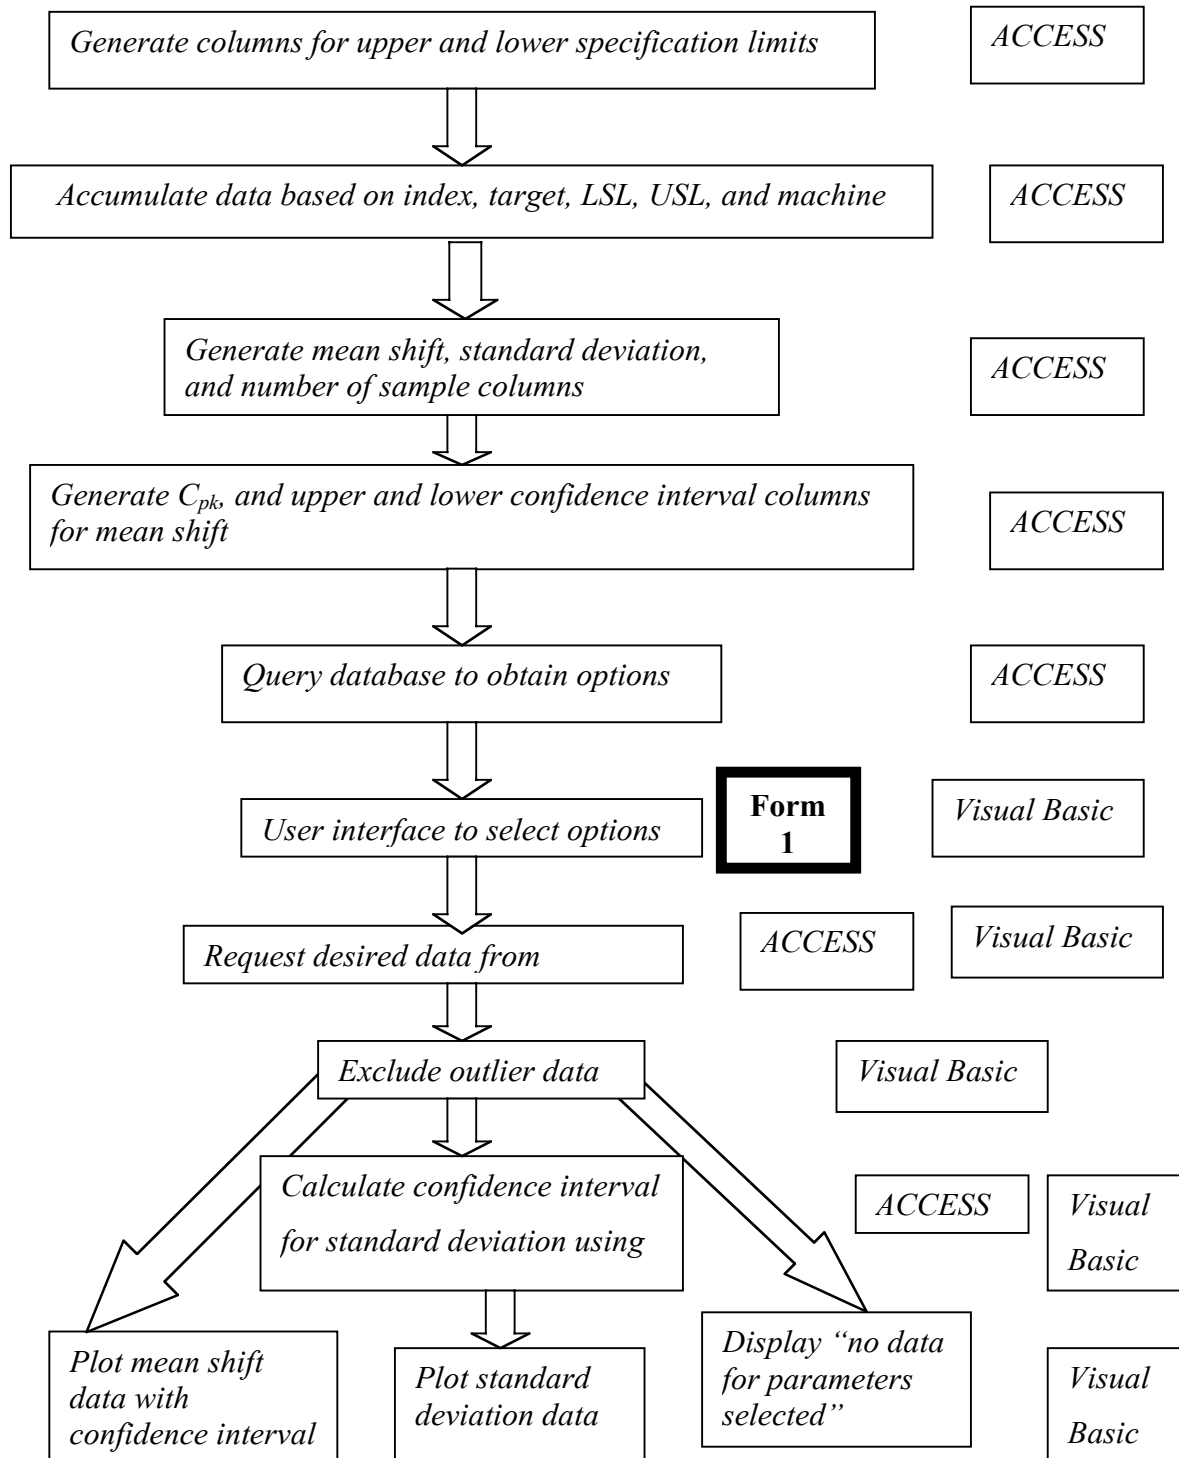 Generate columns for upper and lower specification limits
ACCESS
Accumulate data based on index, target, LSL, USL, and machine
ACCESS
Generate mean shift, standard deviation,
and number of sample columns
ACCESS
Generate Cpk, and upper and lower confidence interval columns
for mean shift
ACCESS
Query database to obtain options
ACCESS
User interface to select options
Form
1
Visual Basic
Request desired data from
ACCESS
Visual Basic
Exclude outlier data
Visual Basic
Calculate confidence interval
for standard deviation using
ACCESS
Visual
Basic
Plot mean shift
data with
confidence interval
Plot standard
deviation data
Display “no data
for parameters
selected”
Visual
Basic